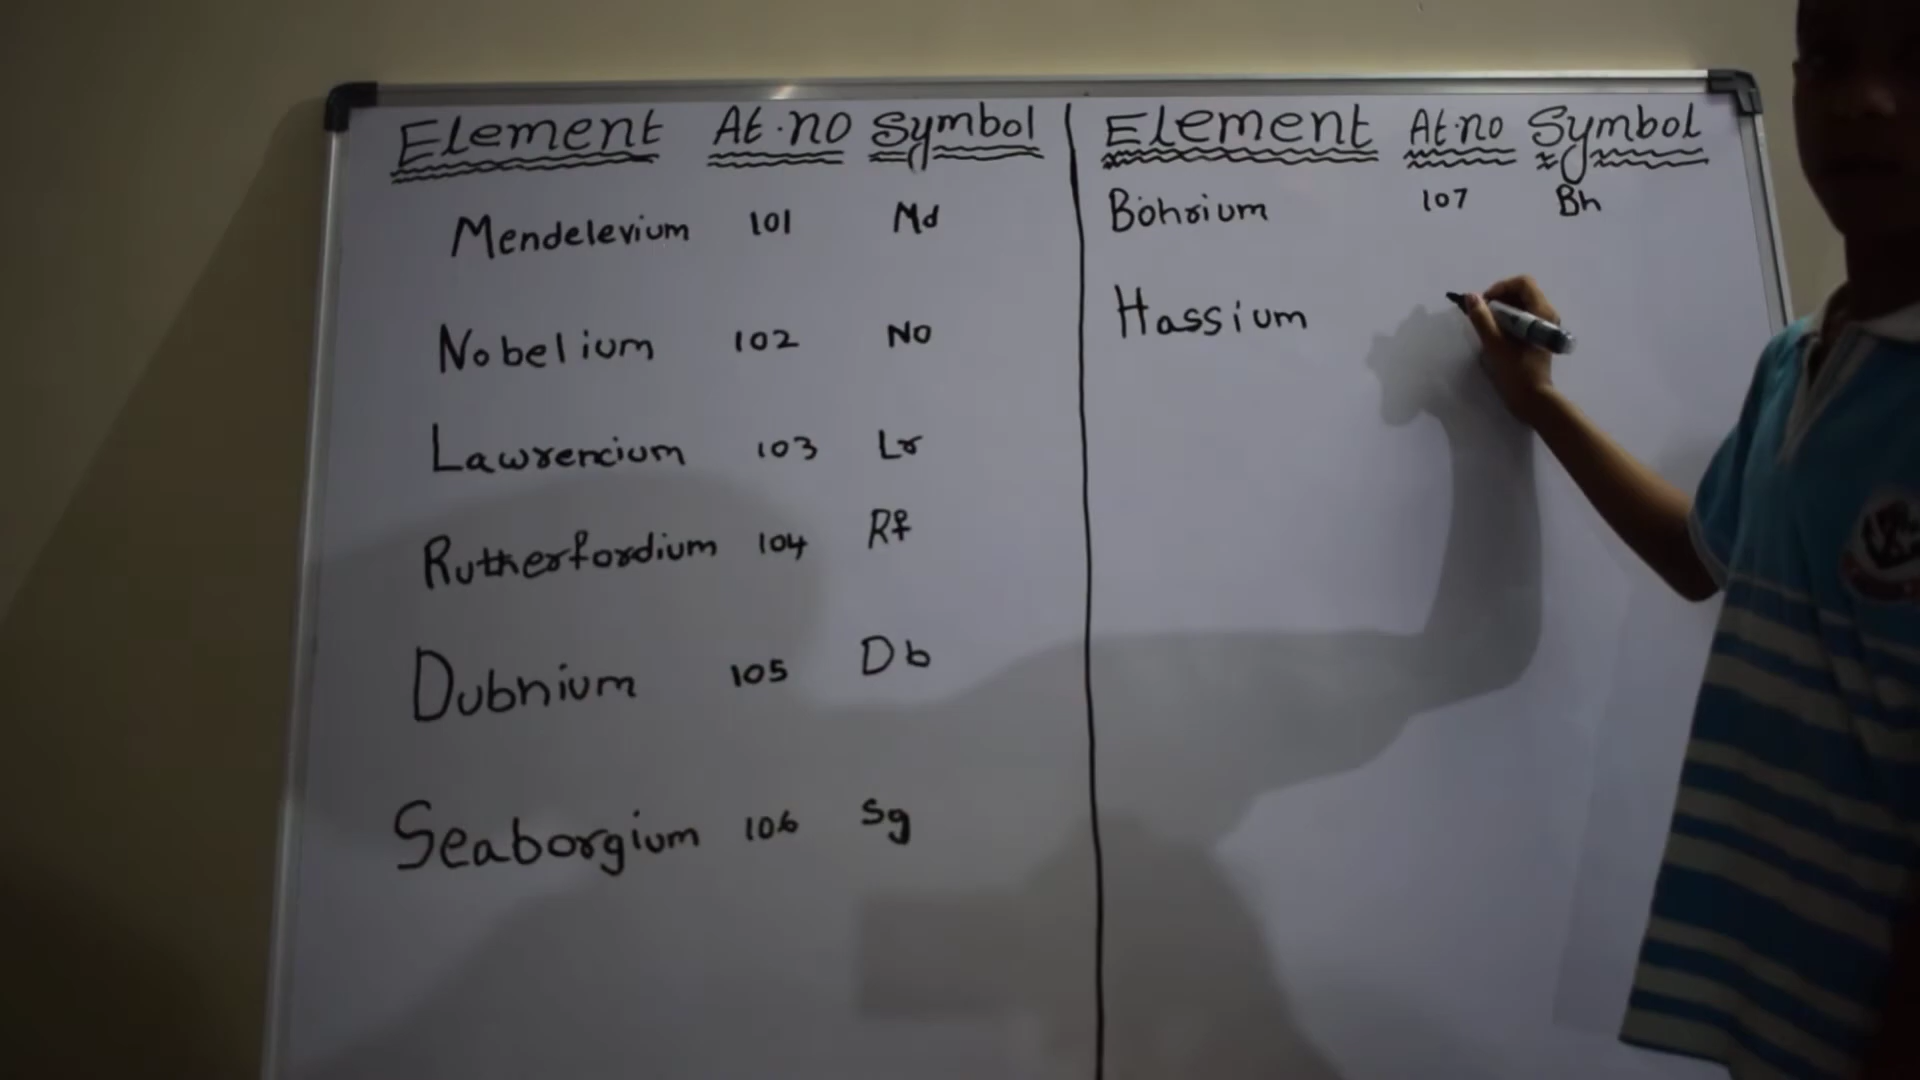 Element At.no Symbol
Mendelevium 101 Md
Nobelium 102 No
Lawrencium 103 Lr
Rutherfordium 104 Rf
Dubnium 105 Db
Seaborgium 106 Sg
Element At.no Symbol
Bohrium 107 Bh
Hassium